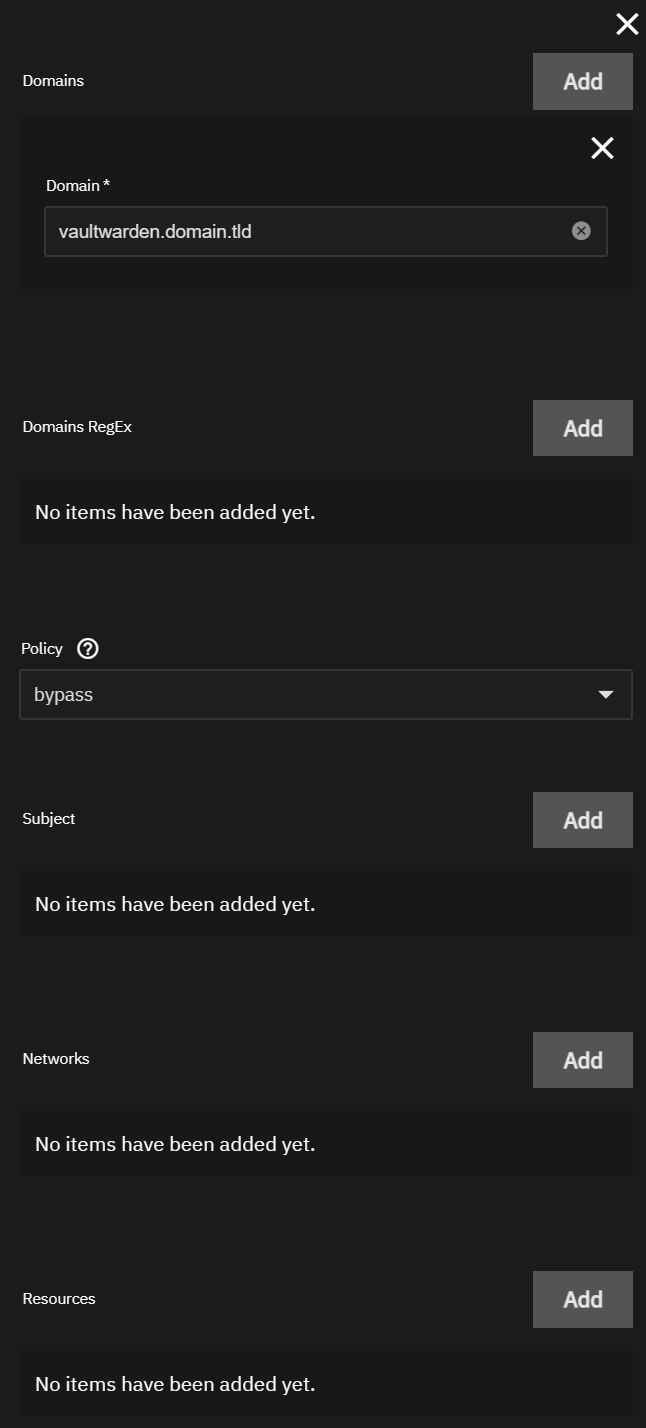 Domains
Add
Domain *
vaultwarden.domain.tld
Domains RegEx
Add
No items have been added yet.
Policy
bypass
Subject
Add
No items have been added yet.
Networks
Add
No items have been added yet.
Resources
Add
No items have been added yet.